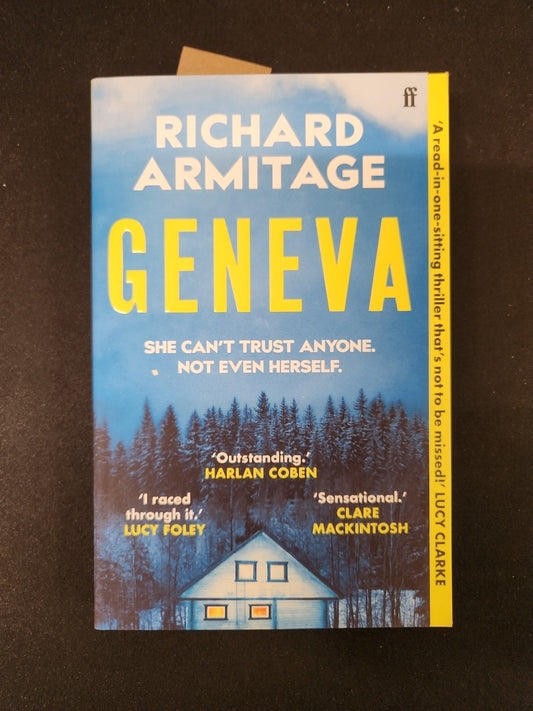 ff
RICHARD
ARMITAGE
GENEVA
SHE CAN'T TRUST ANYONE.
NOT EVEN HERSELF.
'Outstanding.'
HARLAN COBEN
'I raced
through it.'
LUCY FOLEY
'Sensational.'
CLARE
MACKINTOSH
'A read-in-one-sitting thriller that's not to be missed!' LUCY CLARKE